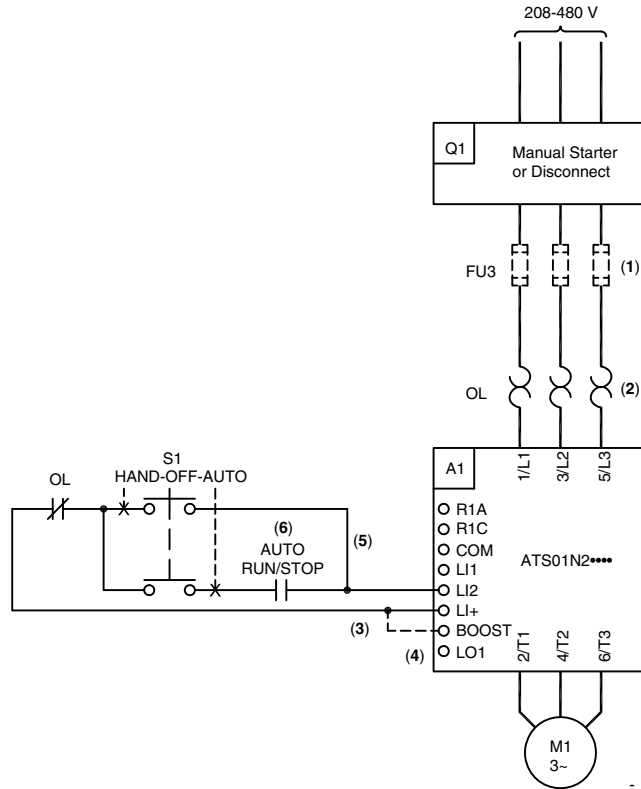 208-480 V
Q1
Manual Starter
or Disconnect
FU3
(1)
OL
(2)
1/L1
3/L2
5/L3
A1
S1
HAND-OFF-AUTO
OL
R1A
R1C
COM
LI1
LI2
LI+
BOOST
LO1
ATS01N2••••
(6)
AUTO
RUN/STOP
(5)
(3)
(4)
2/T1
4/T2
6/T3
M1
3~
-